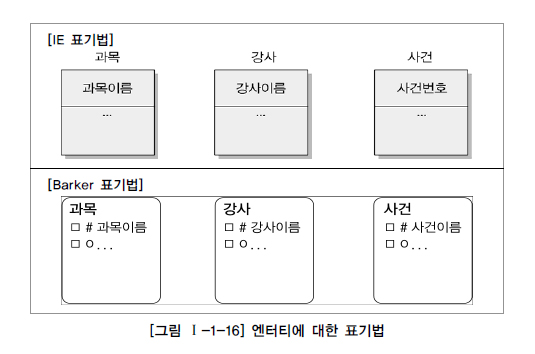 [IE 표기법]
과목 강사 사건
과목이름 강사이름 사건번호
... ... ...
[Barker 표기법]
과목 강사 사건
□ # 과목이름 □ # 강사이름 □ # 사건이름
□ o... □ o... □ o...
[그림 Ⅰ-1-16] 엔터티에 대한 표기법